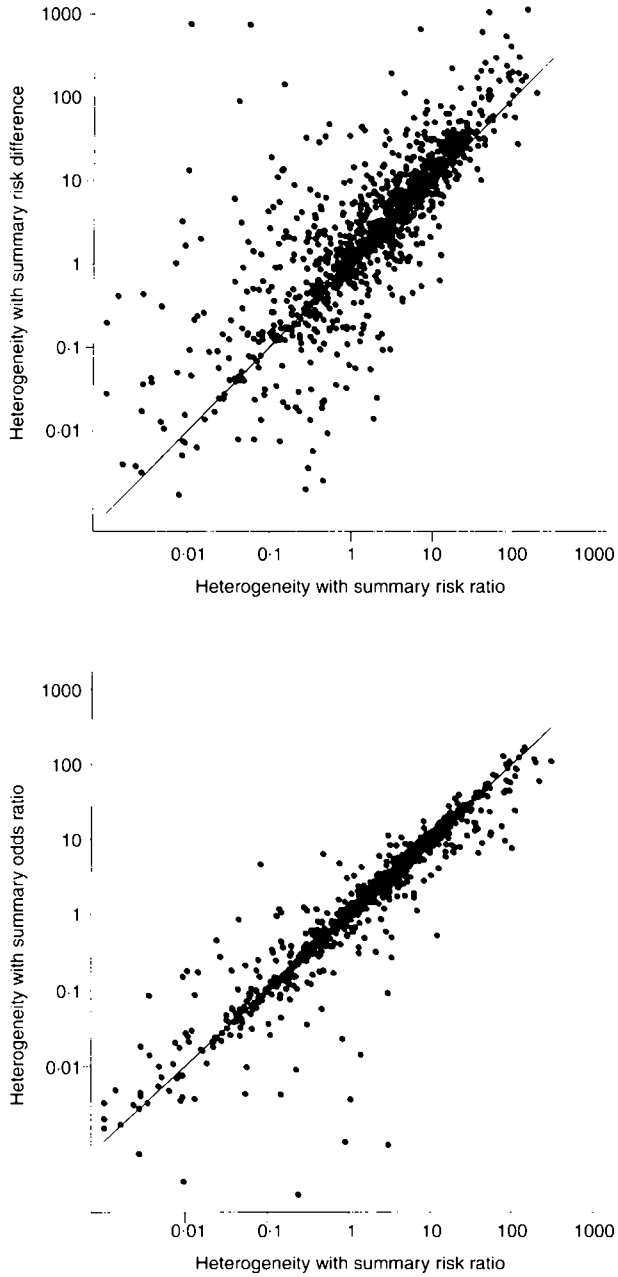 1000
100
10
1
0·1
0·01
Heterogeneity with summary risk difference
0·01 0·1 1 10 100 1000
Heterogeneity with summary risk ratio
1000
100
10
1
0·1
0·01
Heterogeneity with summary odds ratio
0·01 0·1 1 10 100 1000
Heterogeneity with summary risk ratio